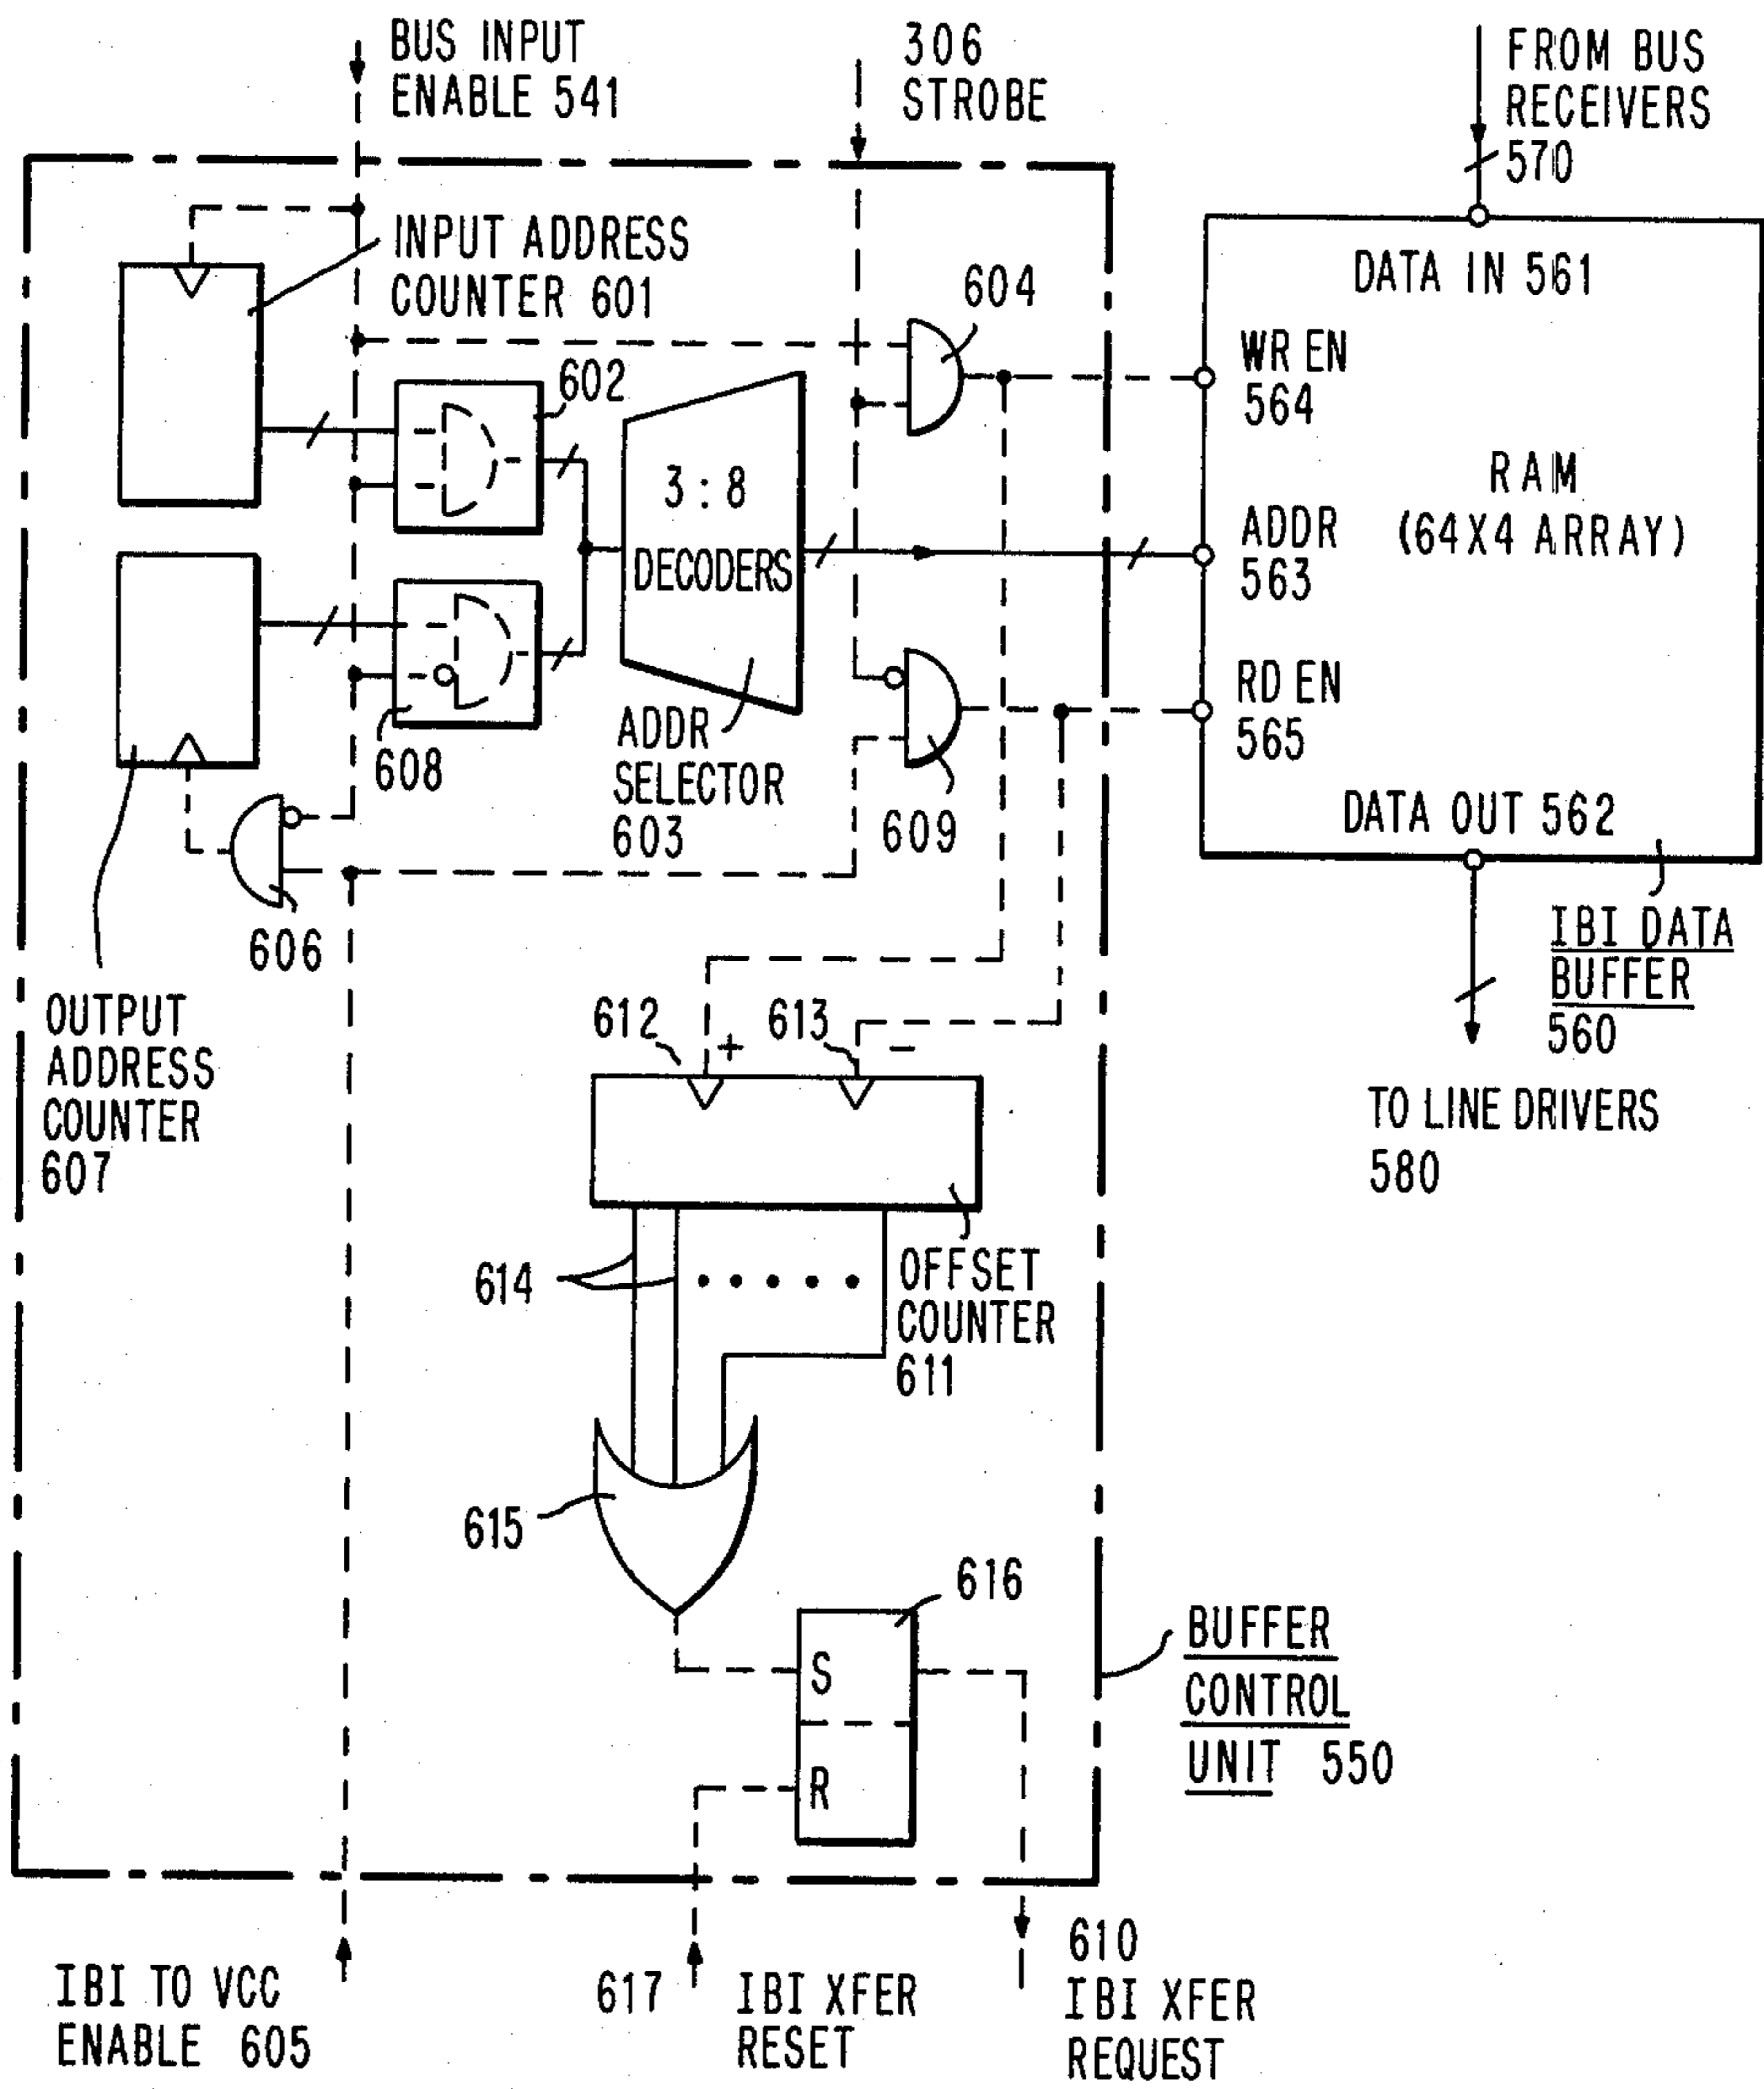 BUS INPUT
ENABLE 541
306
STROBE
FROM BUS
RECEIVERS
570
INPUT ADDRESS
COUNTER 601
604
DATA IN 561
602
WR EN
564
3 : 8
DECODERS
RAM
(64X4 ARRAY)
ADDR
563
RD EN
565
608
ADDR
SELECTOR
603
609
DATA OUT 562
606
IBI DATA
BUFFER
560
OUTPUT
ADDRESS
COUNTER
607
612
+
613
-
TO LINE DRIVERS
580
614
OFFSET
COUNTER
611
615
616
S
R
BUFFER
CONTROL
UNIT 550
IBI TO VCC
ENABLE 605
617
IBI XFER
RESET
610
IBI XFER
REQUEST